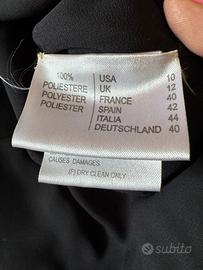 100%
POLIESTERE
POLYESTER
POLIESTER
USA 10
UK 12
FRANCE 40
SPAIN 42
ITALIA 44
DEUTSCHLAND 40
CAUSES DAMAGES.
(F) DRY CLEAN ONLY
subito